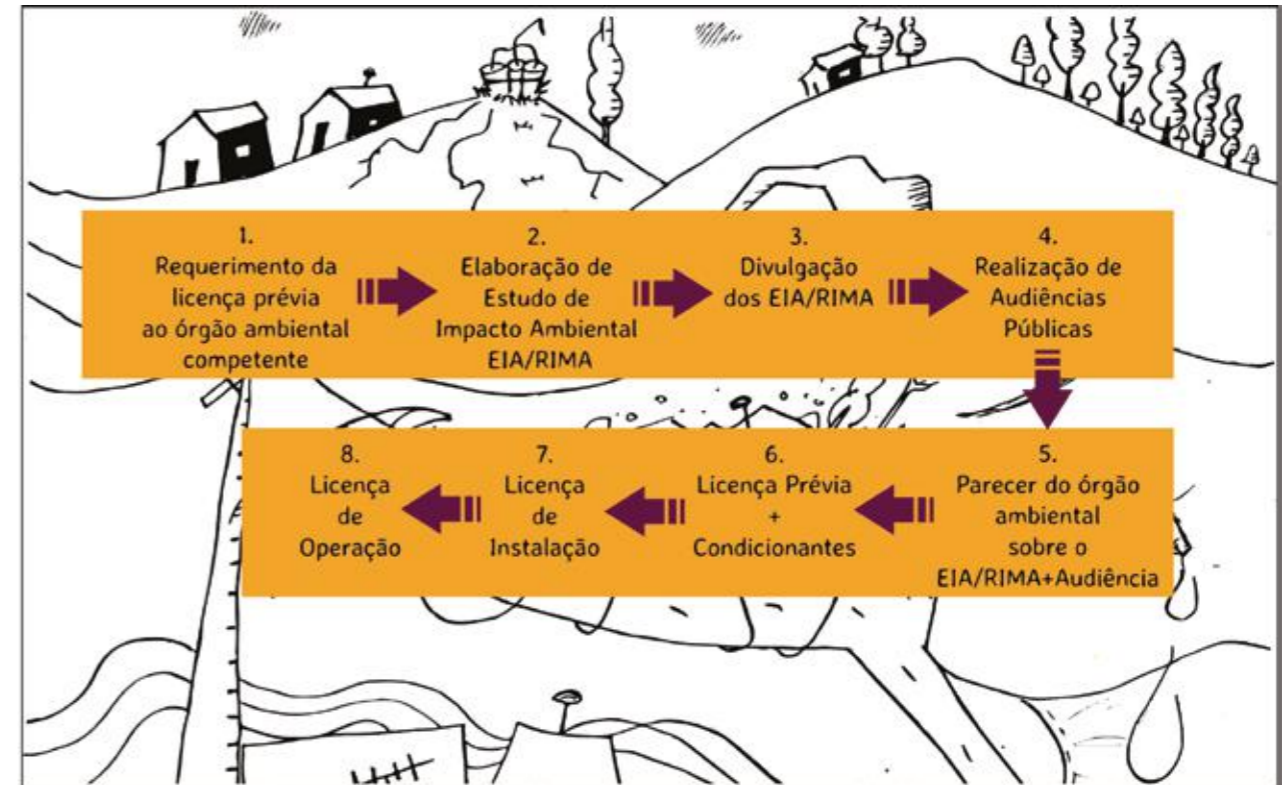 1.
Requerimento da
licença prévia
ao órgão ambiental
competente
2.
Elaboração de
Estudo de
Impacto Ambiental
EIA/RIMA
3.
Divulgação
dos EIA/RIMA
4.
Realização de
Audiências
Públicas
5.
Parecer do órgão
ambiental
sobre o
EIA/RIMA+Audiência
6.
Licença Prévia
+
Condicionantes
7.
Licença
de
Instalação
8.
Licença
de
Operação